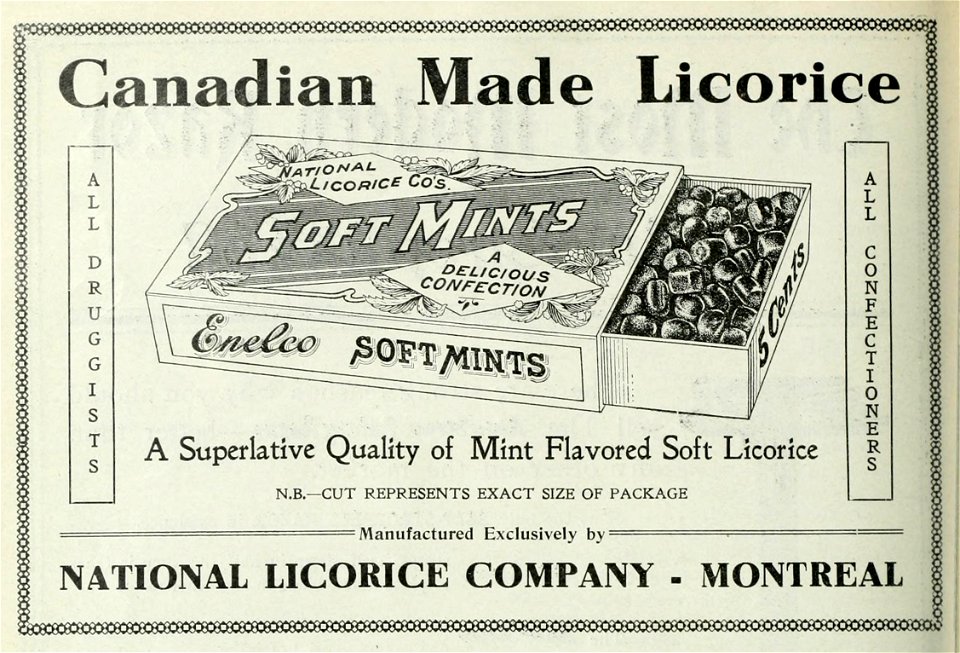 Canadian Made Licorice
ALL DRUGGISTS
NATIONAL
LICORICE CO'S.
SOFT MINTS
A
DELICIOUS
CONFECTION
Enelco SOFT MINTS
5 Cents
ALL CONFECTIONERS
A Superlative Quality of Mint Flavored Soft Licorice
N.B.—CUT REPRESENTS EXACT SIZE OF PACKAGE
Manufactured Exclusively by
NATIONAL LICORICE COMPANY - MONTREAL